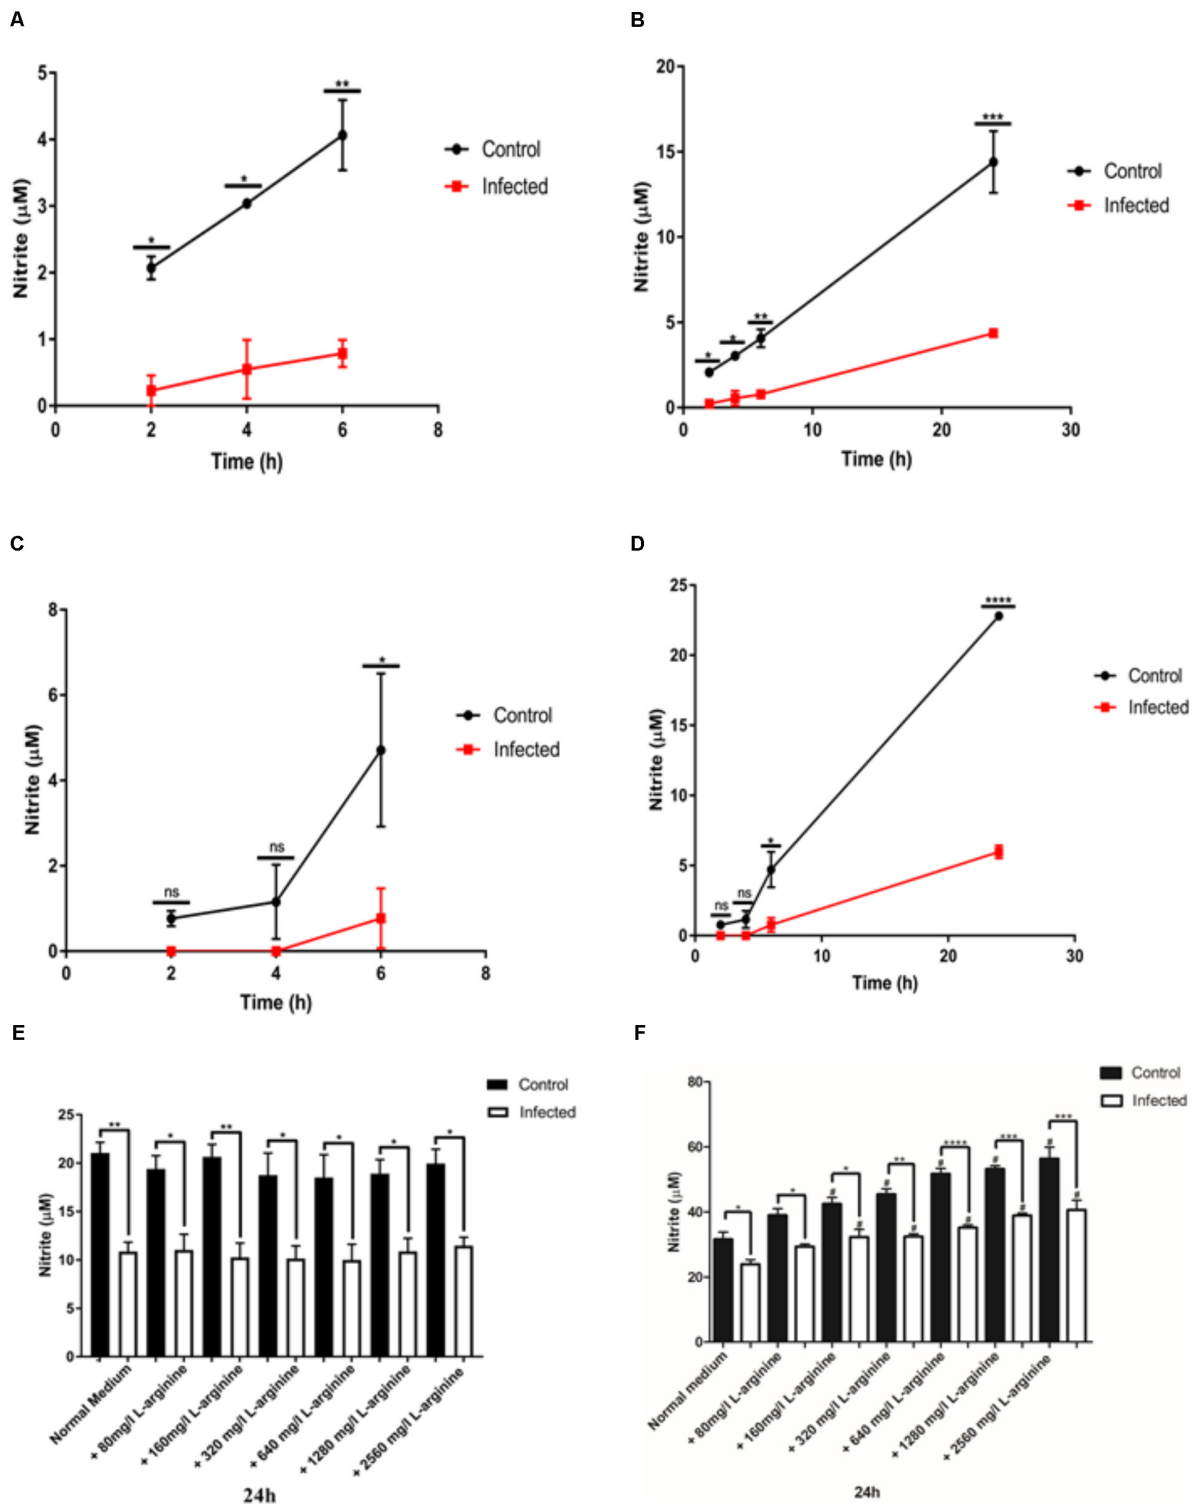 A
5
4
3
2
1
0
0 2 4 6 8
Nitrite (μM)
Time (h)
*
*
**
Control
Infected
B
20
15
10
5
0
0 10 20 30
Nitrite (μM)
Time (h)
*
*
**
***
Control
Infected
C
8
6
4
2
0
0 2 4 6 8
Nitrite (μM)
Time (h)
ns
ns
*
Control
Infected
D
25
20
15
10
5
0
0 10 20 30
Nitrite (μM)
Time (h)
ns
ns
*
****
Control
Infected
E
Control
Infected
25
20
15
10
5
0
Nitrite (μM)
** * ** * * * *
Normal Medium
+ 80mg/l L-arginine
+ 160mg/l L-arginine
+ 320 mg/l L-arginine
+ 640 mg/l L-arginine
+ 1280 mg/l L-arginine
+ 2560 mg/l L-arginine
24h
F
Control
Infected
80
60
40
20
0
Nitrite (μM)
* * * ** **** *** ***
# # # # #
# # # # #
Normal medium
+ 80mg/l L-arginine
+ 160mg/l L-arginine
+ 320 mg/l L-arginine
+ 640 mg/l L-arginine
+ 1280 mg/l L-arginine
+ 2560 mg/l L-arginine
24h